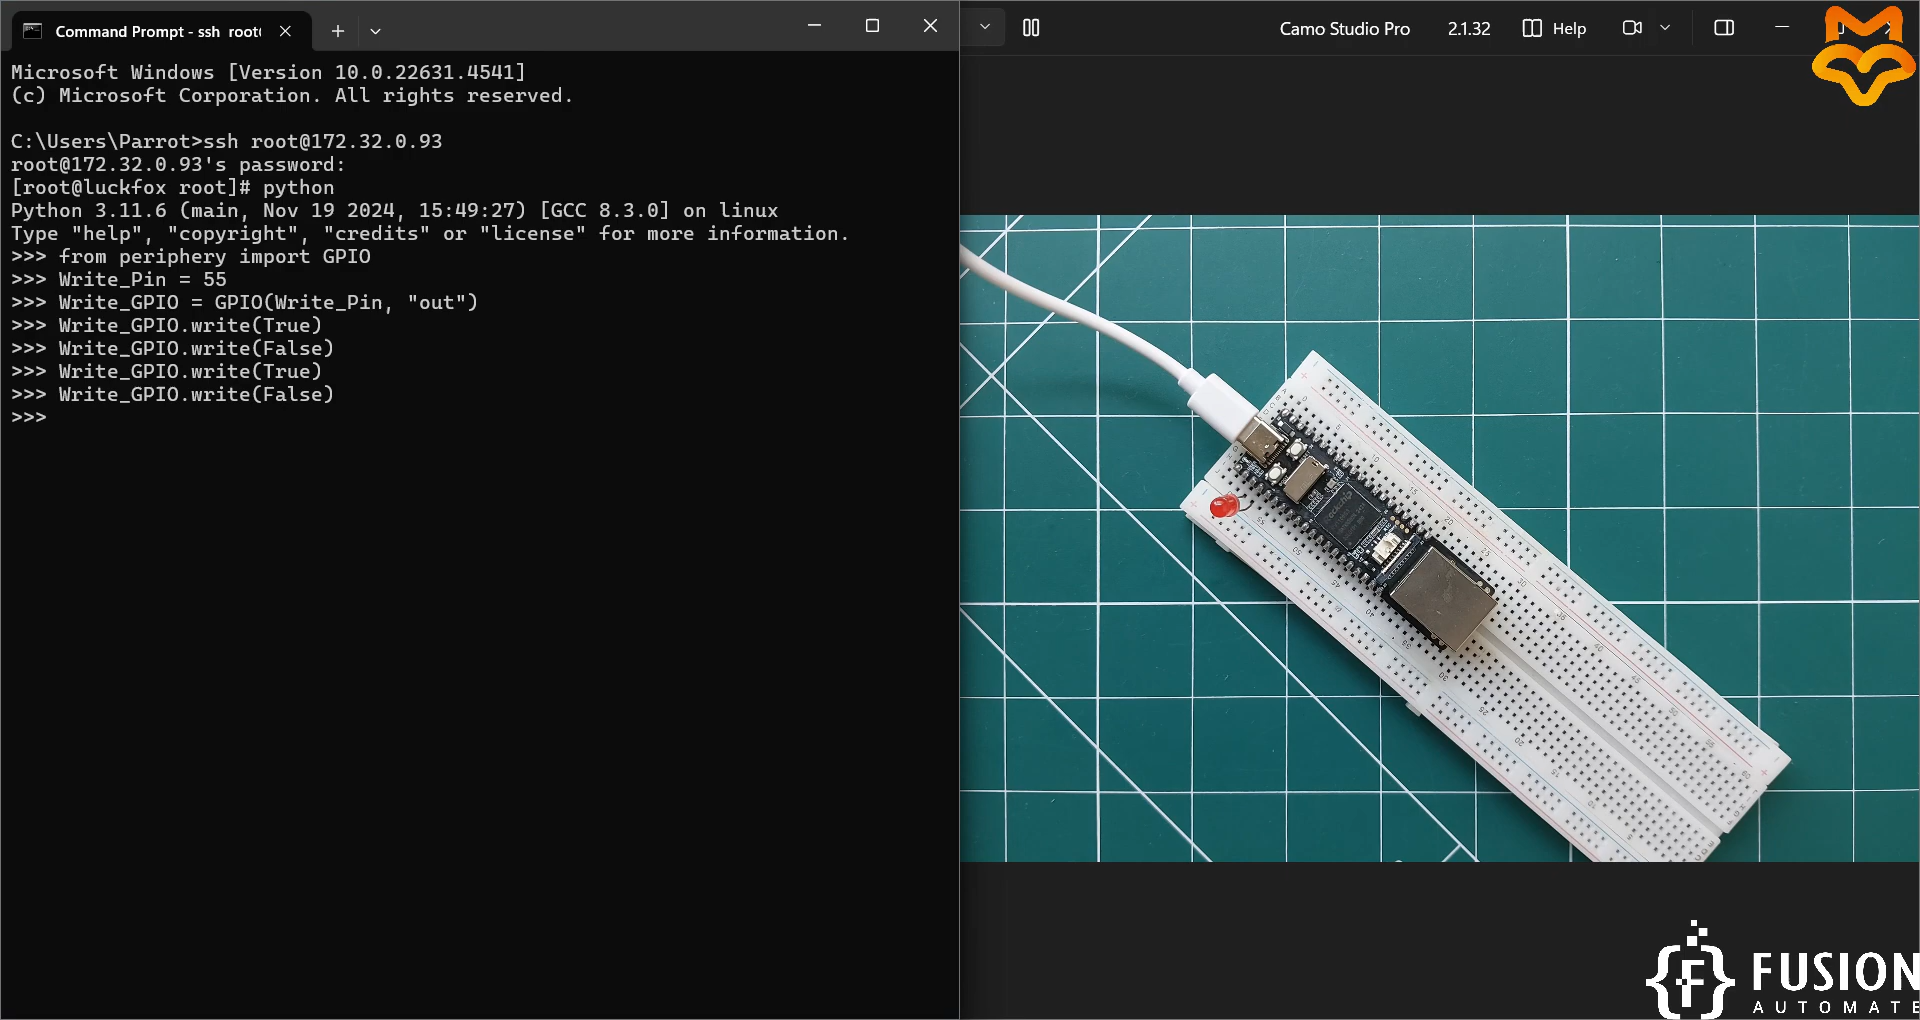 Command Prompt - ssh root(
Microsoft Windows [Version 10.0.22631.4541]
(c) Microsoft Corporation. All rights reserved.
C:\Users\Parrot>ssh root@172.32.0.93
root@172.32.0.93's password:
[root@luckfox root]# python
Python 3.11.6 (main, Nov 19 2024, 15:49:27) [GCC 8.3.0] on linux
Type "help", "copyright", "credits" or "license" for more information.
>>> from periphery import GPIO
>>> Write_Pin = 55
>>> Write_GPIO = GPIO(Write_Pin, "out")
>>> Write_GPIO.write(True)
>>> Write_GPIO.write(False)
>>> Write_GPIO.write(True)
>>> Write_GPIO.write(False)
>>>
Camo Studio Pro 2.1.32 Help
FUSION
AUTOMATE